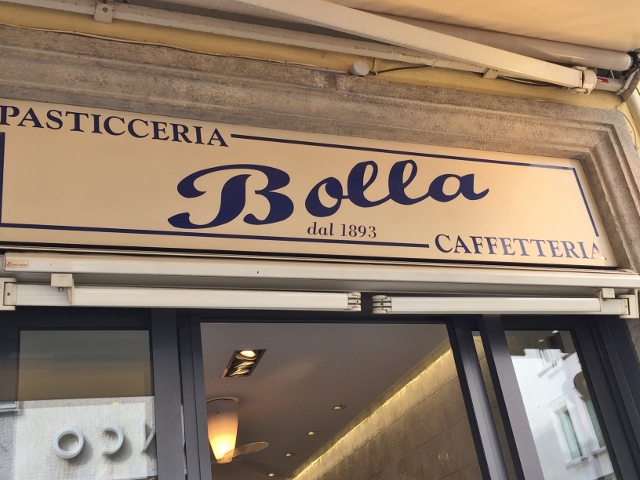 PASTICCERIA
Bolla
dal 1893
CAFFETTERIA